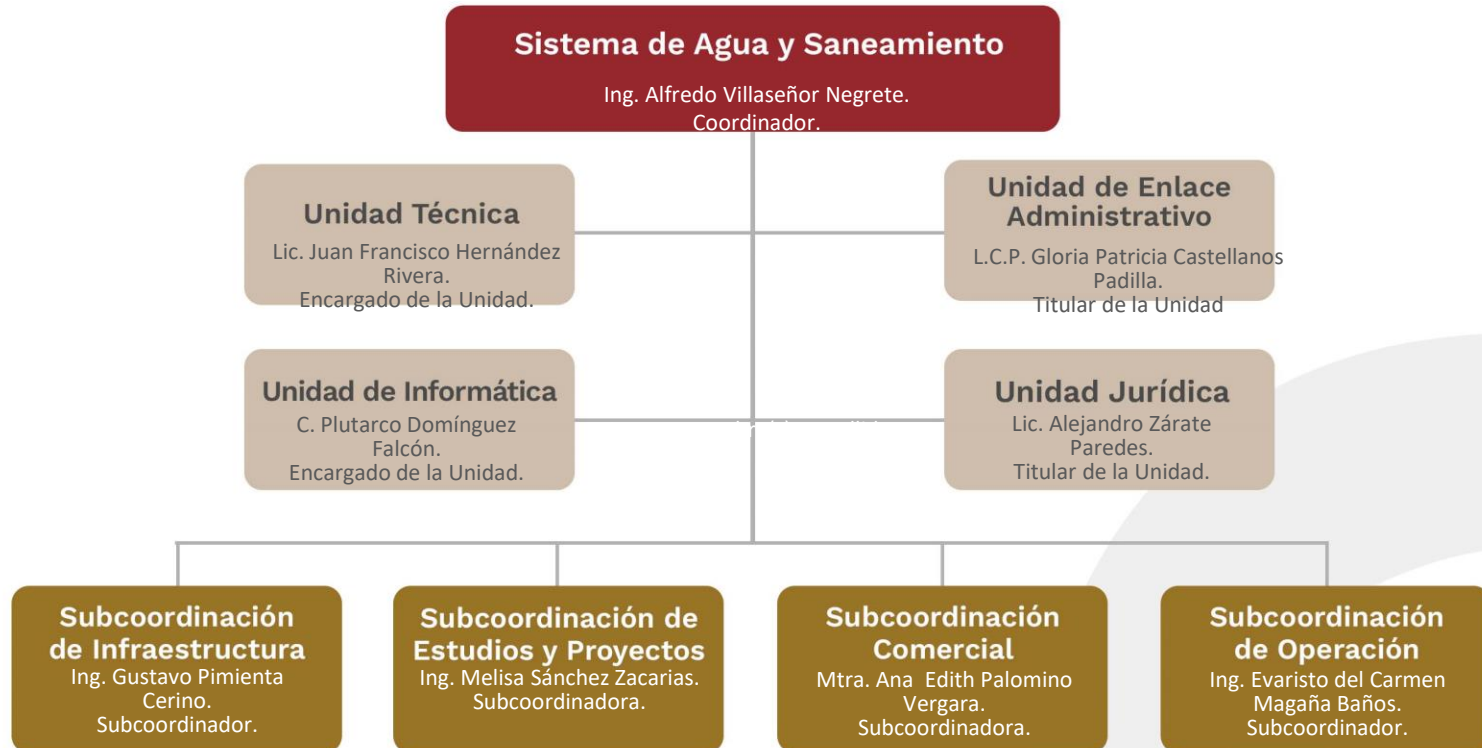 Sistema de Agua y Saneamiento
Ing. Alfredo Villaseñor Negrete.
Coordinador.
Unidad Técnica
Lic. Juan Francisco Hernández
Rivera.
Encargado de la Unidad.
Unidad de Enlace
Administrativo
L.C.P. Gloria Patricia Castellanos
Padilla.
Titular de la Unidad
Unidad de Informática
C. Plutarco Domínguez
Falcón.
Encargado de la Unidad.
Unidad Jurídica
Lic. Alejandro Zárate
Paredes.
Titular de la Unidad.
Subcoordinación
de Infraestructura
Ing. Gustavo Pimienta
Cerino.
Subcoordinador.
Subcoordinación de
Estudios y Proyectos
Ing. Melisa Sánchez Zacarias.
Subcoordinadora.
Subcoordinación
Comercial
Mtra. Ana  Edith Palomino
Vergara.
Subcoordinadora.
Subcoordinación
de Operación
Ing. Evaristo del Carmen
Magaña Baños.
Subcoordinador.